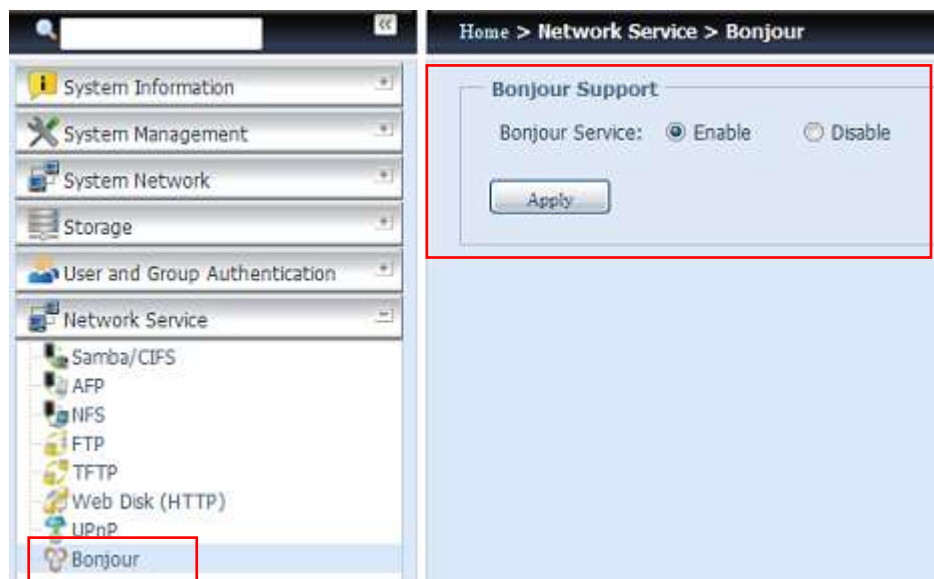 Home > Network Service > Bonjour
System Information
System Management
System Network
Storage
User and Group Authentication
Network Service
Samba/CIFS
AFP
NFS
FTP
TFTP
Web Disk (HTTP)
UPnP
Bonjour
Bonjour Support
Bonjour Service: Enable Disable
Apply